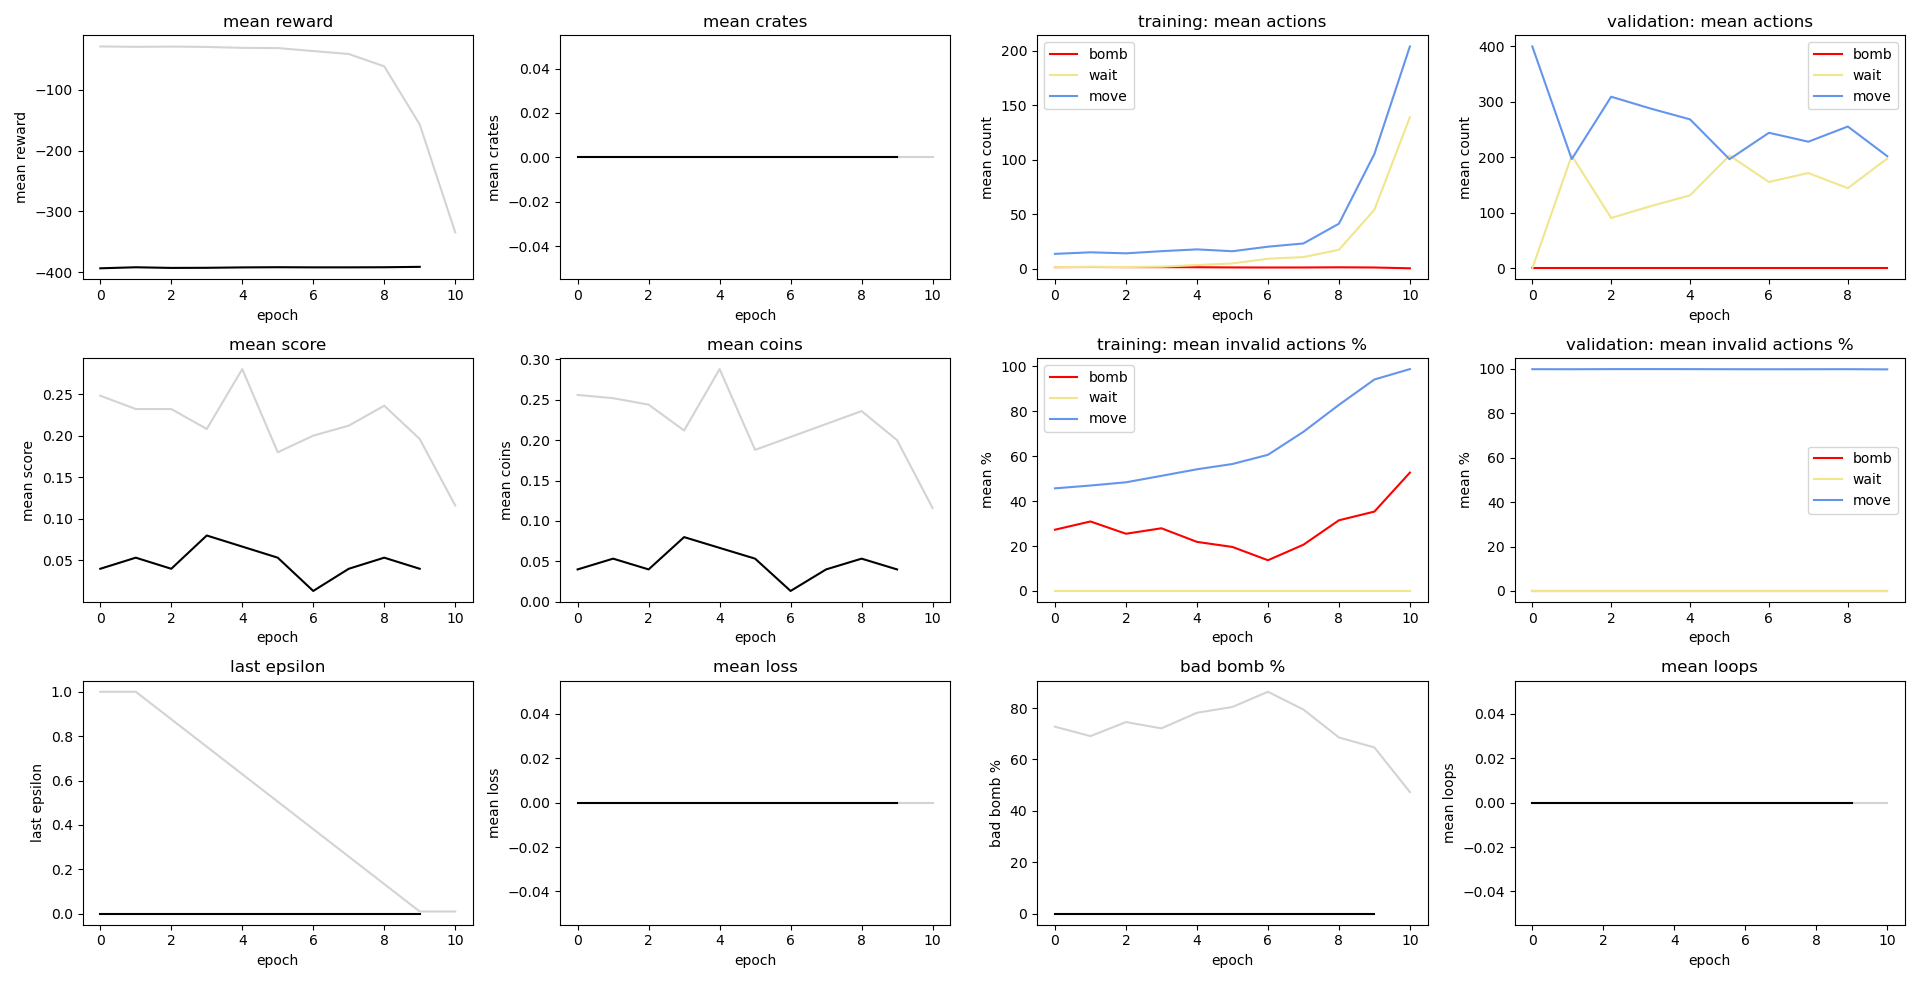 mean reward
mean reward
−100
−200
−300
−400
0 2 4 6 8 10
epoch
mean crates
mean crates
0.04
0.02
0.00
−0.02
−0.04
0 2 4 6 8 10
epoch
training: mean actions
mean count
200
150
100
50
0
bomb
wait
move
0 2 4 6 8 10
epoch
validation: mean actions
mean count
400
300
200
100
0
bomb
wait
move
0 2 4 6 8
epoch
mean score
mean score
0.25
0.20
0.15
0.10
0.05
0 2 4 6 8 10
epoch
mean coins
mean coins
0.30
0.25
0.20
0.15
0.10
0.05
0.00
0 2 4 6 8 10
epoch
training: mean invalid actions %
mean %
100
80
60
40
20
0
bomb
wait
move
0 2 4 6 8 10
epoch
validation: mean invalid actions %
mean %
100
80
60
40
20
0
bomb
wait
move
0 2 4 6 8
epoch
last epsilon
last epsilon
1.0
0.8
0.6
0.4
0.2
0.0
0 2 4 6 8 10
epoch
mean loss
mean loss
0.04
0.02
0.00
−0.02
−0.04
0 2 4 6 8 10
epoch
bad bomb %
bad bomb %
80
60
40
20
0
0 2 4 6 8 10
epoch
mean loops
mean loops
0.04
0.02
0.00
−0.02
−0.04
0 2 4 6 8 10
epoch